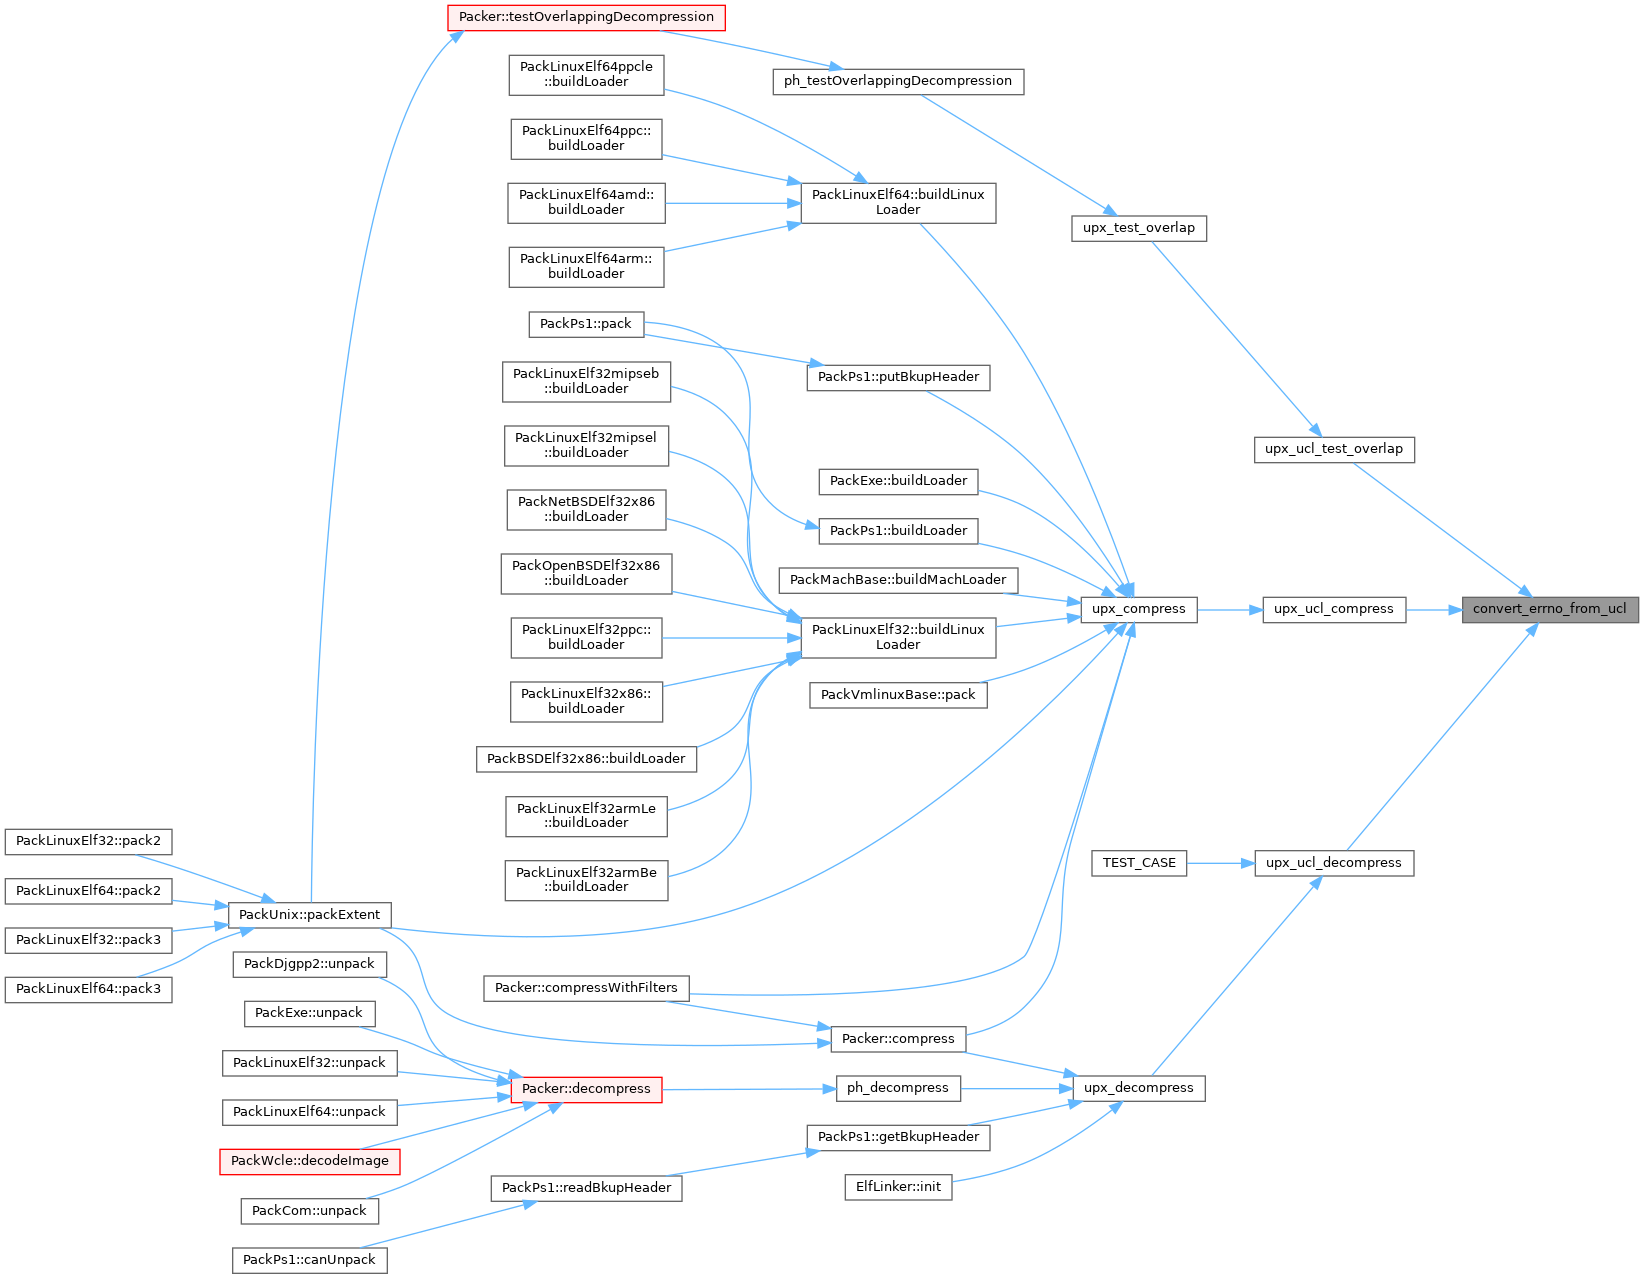 Packer::testOverlappingDecompression
PackLinuxElf64ppcle
::buildLoader
ph_testOverlappingDecompression
PackLinuxElf64ppc::
buildLoader
PackLinuxElf64amd::
buildLoader
PackLinuxElf64::buildLinux
Loader
upx_test_overlap
PackLinuxElf64arm::
buildLoader
PackPs1::pack
PackLinuxElf32mipseb
::buildLoader
PackPs1::putBkupHeader
PackLinuxElf32mipsel
::buildLoader
upx_ucl_test_overlap
PackExe::buildLoader
PackNetBSDElf32x86
::buildLoader
PackPs1::buildLoader
PackOpenBSDElf32x86
::buildLoader
PackMachBase::buildMachLoader
upx_compress
upx_ucl_compress
convert_errno_from_ucl
PackLinuxElf32ppc::
buildLoader
PackLinuxElf32::buildLinux
Loader
PackLinuxElf32x86::
buildLoader
PackVmlinuxBase::pack
PackBSDElf32x86::buildLoader
PackLinuxElf32armLe
::buildLoader
PackLinuxElf32::pack2
TEST_CASE
upx_ucl_decompress
PackLinuxElf32armBe
::buildLoader
PackLinuxElf64::pack2
PackUnix::packExtent
PackLinuxElf32::pack3
PackDjgpp2::unpack
PackLinuxElf64::pack3
Packer::compressWithFilters
PackExe::unpack
Packer::compress
PackLinuxElf32::unpack
Packer::decompress
ph_decompress
upx_decompress
PackLinuxElf64::unpack
PackPs1::getBkupHeader
PackWcle::decodeImage
PackPs1::readBkupHeader
ElfLinker::init
PackCom::unpack
PackPs1::canUnpack